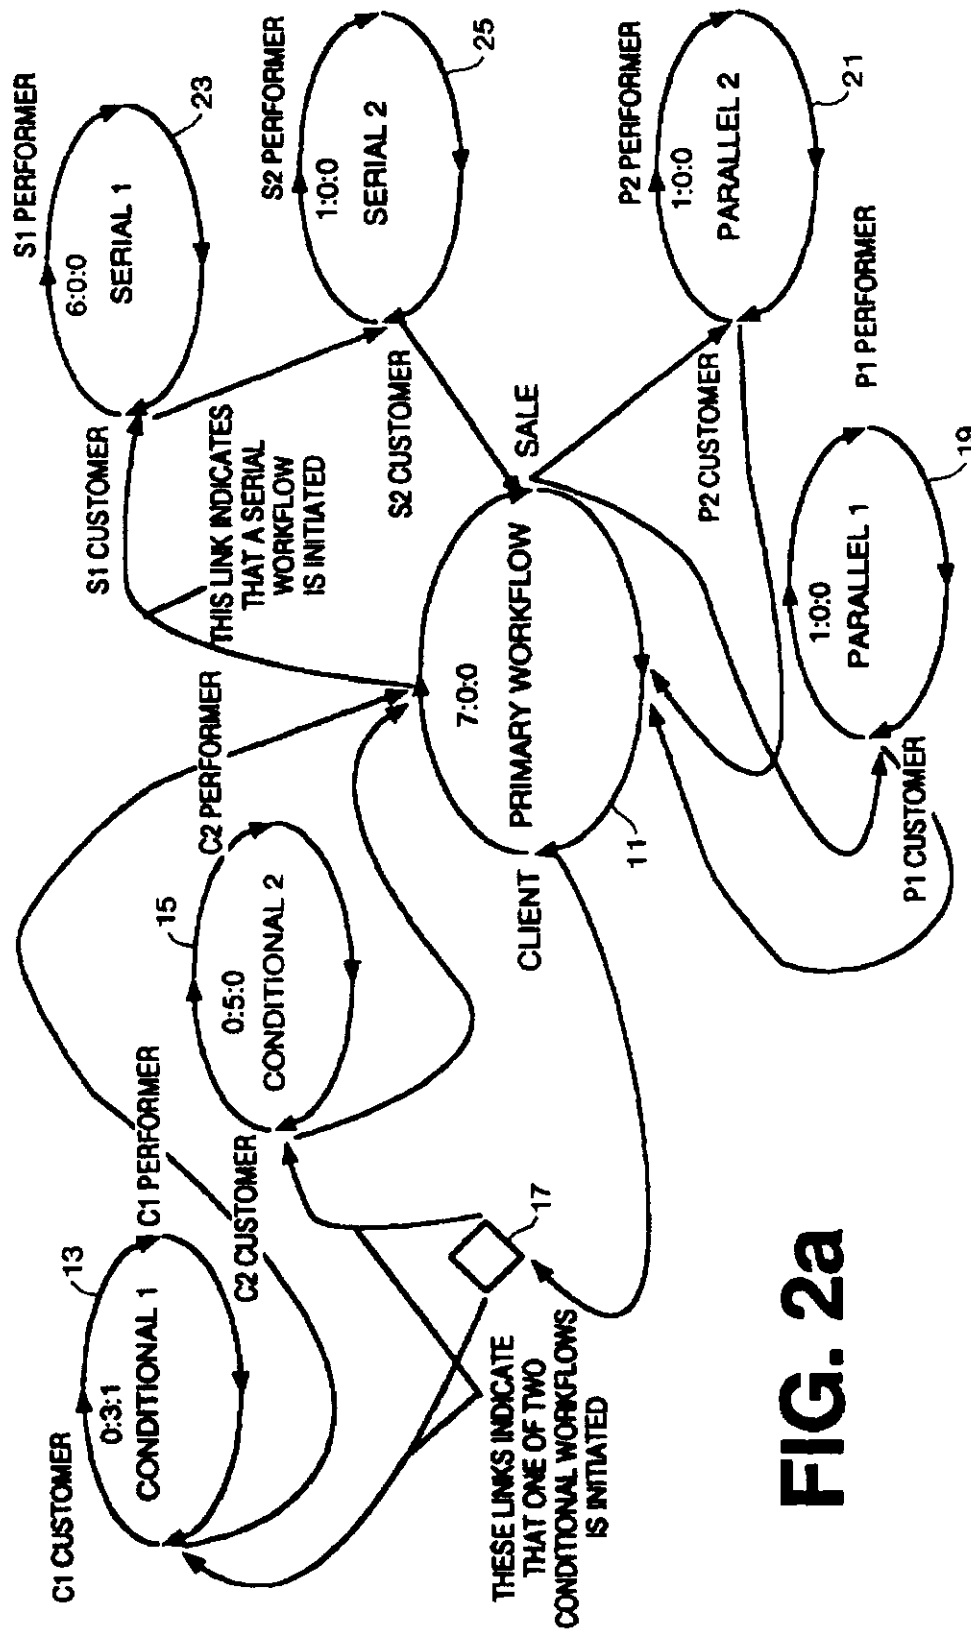 C1 CUSTOMER
0:3:1
CONDITIONAL 1
13
C1 PERFORMER
C2 CUSTOMER
0:5:0
CONDITIONAL 2
15
C2 PERFORMER
17
THESE LINKS INDICATE
THAT ONE OF TWO
CONDITIONAL WORKFLOWS
IS INITIATED
S1 CUSTOMER
6:0:0
SERIAL 1
S1 PERFORMER
23
THIS LINK INDICATES
THAT A SERIAL
WORKFLOW
IS INITIATED
S2 CUSTOMER
1:0:0
SERIAL 2
S2 PERFORMER
25
CLIENT
7:0:0
PRIMARY WORKFLOW
SALE
11
P2 CUSTOMER
1:0:0
PARALLEL 2
P2 PERFORMER
21
P1 CUSTOMER
1:0:0
PARALLEL 1
P1 PERFORMER
19
FIG. 2a